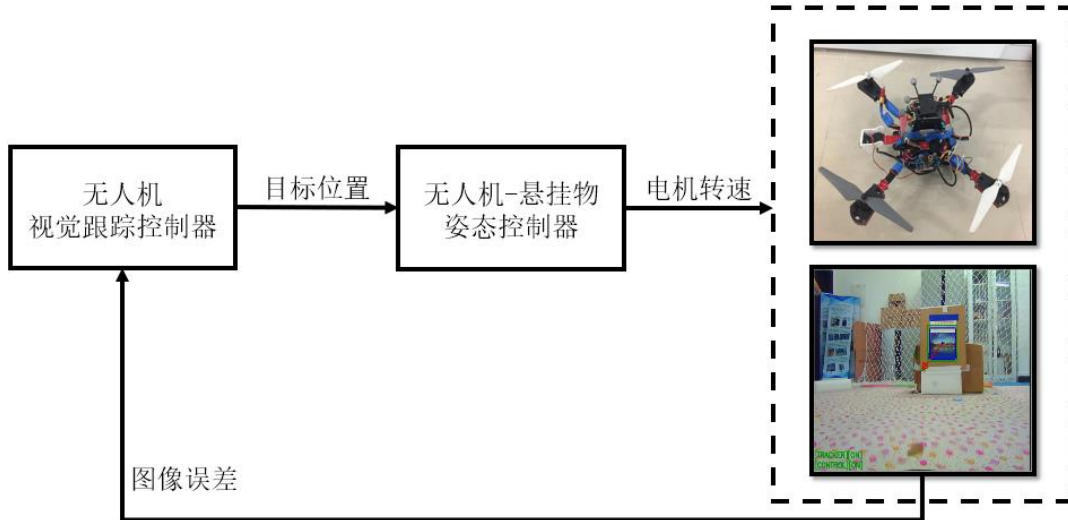 无人机
视觉跟踪控制器
目标位置
无人机-悬挂物
姿态控制器
电机转速
图像误差
TRACKER[ON]
CONTROL[ON]